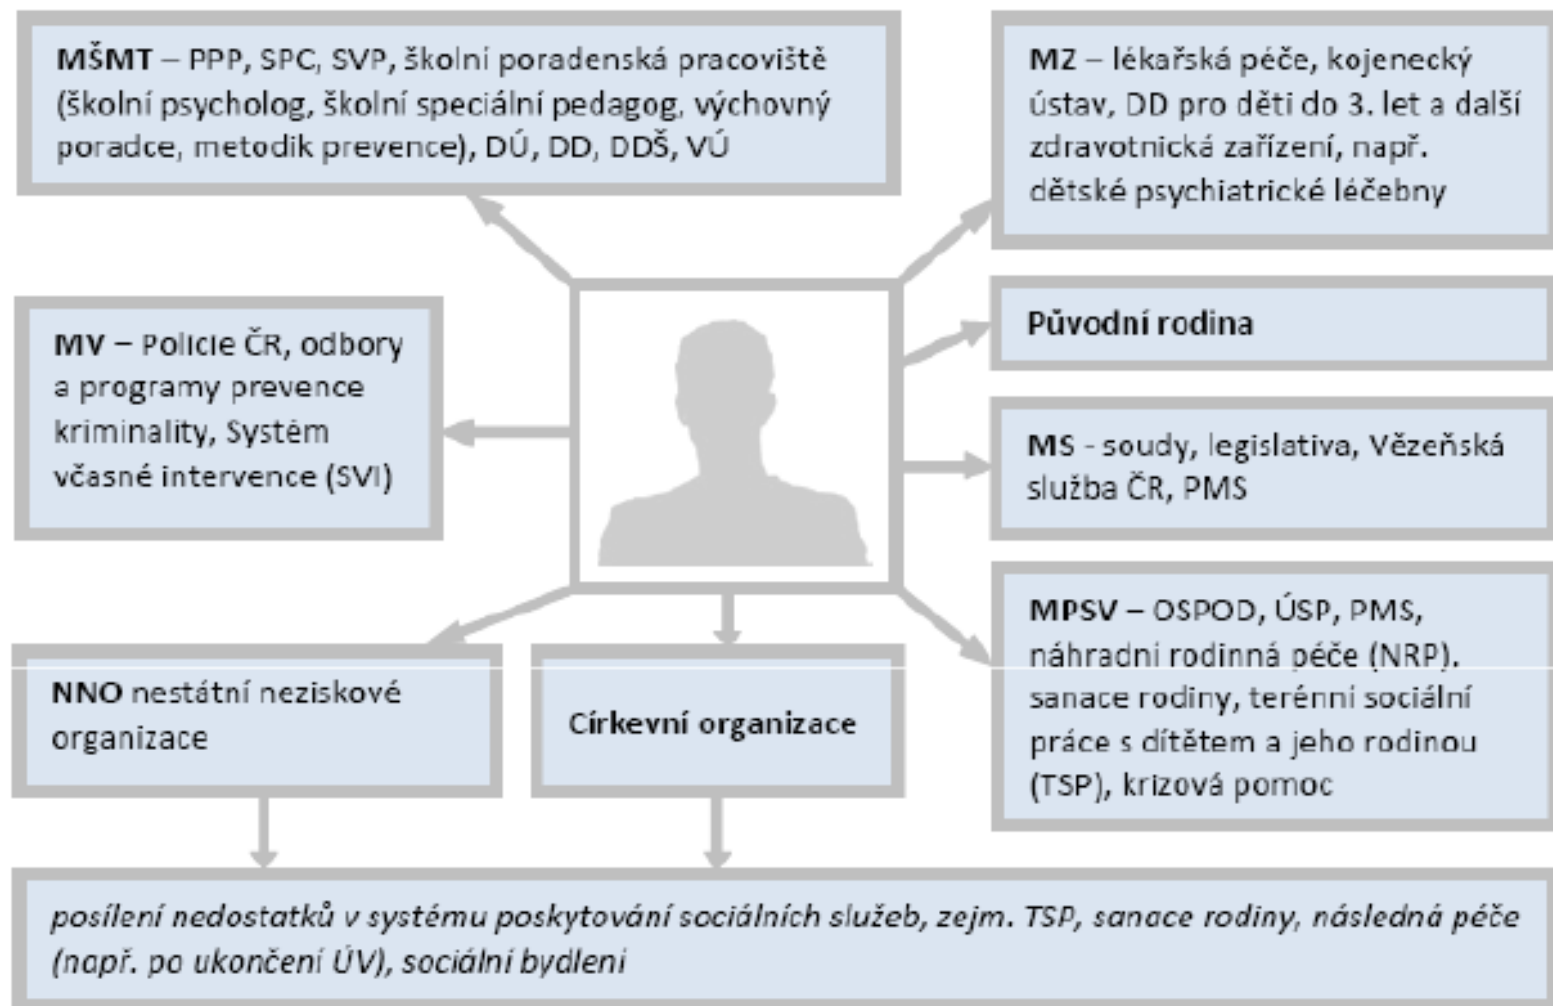 MŠMT – PPP, SPC, SVP, školní poradenská pracoviště
(školní psycholog, školní speciální pedagog, výchovný
poradce, metodik prevence), DÚ, DD, DDŠ, VÚ
MZ – lékařská péče, kojenecký
ústav, DD pro děti do 3. let a další
zdravotnická zařízení, např.
dětské psychiatrické léčebny
MV – Policie ČR, odbory
a programy prevence
kriminality, Systém
včasné intervence (SVI)
Původní rodina
MS - soudy, legislativa, Vězeňská
služba ČR, PMS
MPSV – OSPOD, ÚSP, PMS,
náhradní rodinná péče (NRP),
sanace rodiny, terénní sociální
práce s dítětem a jeho rodinou
(TSP), krizová pomoc
NNO nestátní neziskové
organizace
Církevní organizace
posílení nedostatků v systému poskytování sociálních služeb, zejm. TSP, sanace rodiny, následná péče
(např. po ukončení ÚV), sociální bydlení